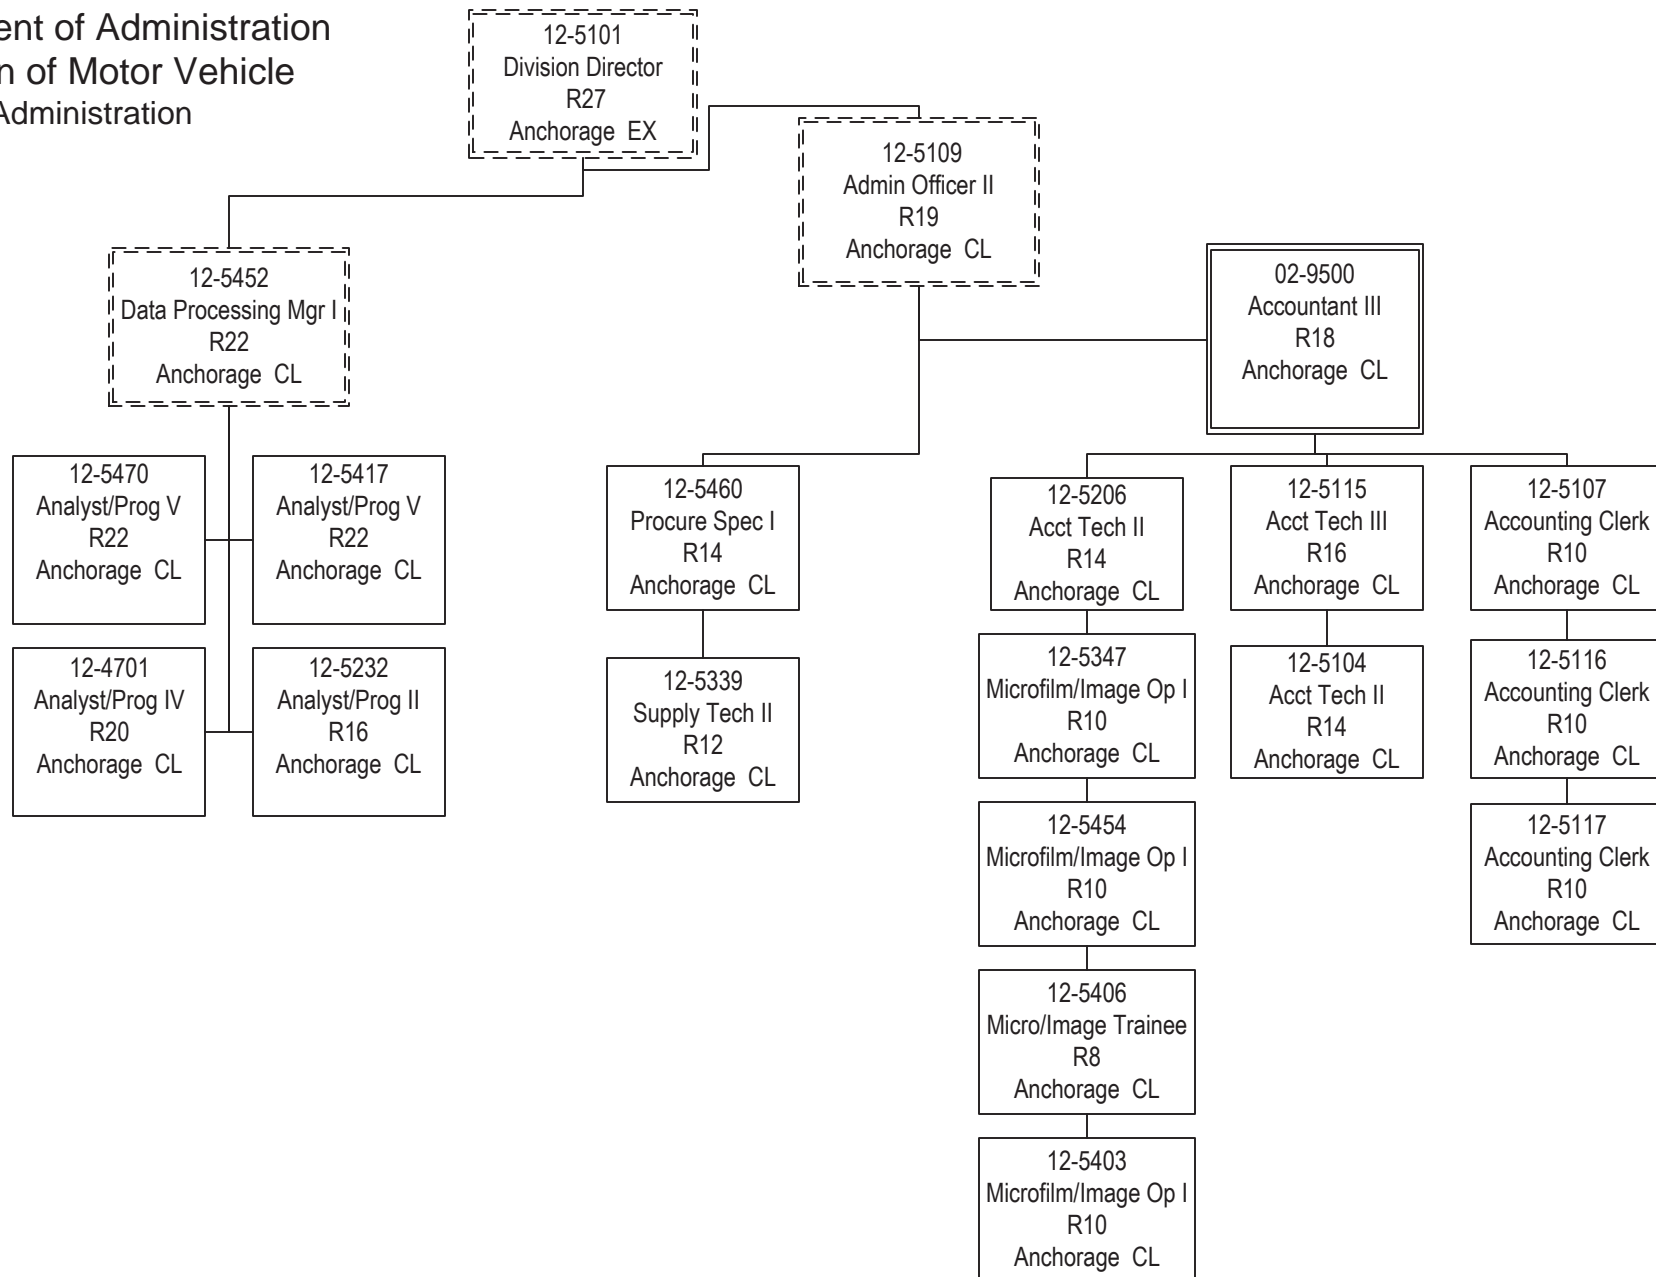 ent of Administration
n of Motor Vehicle
Administration
12-5101
Division Director
R27
Anchorage EX
12-5109
Admin Officer II
R19
Anchorage CL
12-5452
Data Processing Mgr I
R22
Anchorage CL
02-9500
Accountant III
R18
Anchorage CL
12-5470
Analyst/Prog V
R22
Anchorage CL
12-5417
Analyst/Prog V
R22
Anchorage CL
12-5460
Procure Spec I
R14
Anchorage CL
12-5206
Acct Tech II
R14
Anchorage CL
12-5115
Acct Tech III
R16
Anchorage CL
12-5107
Accounting Clerk
R10
Anchorage CL
12-4701
Analyst/Prog IV
R20
Anchorage CL
12-5232
Analyst/Prog II
R16
Anchorage CL
12-5339
Supply Tech II
R12
Anchorage CL
12-5347
Microfilm/Image Op I
R10
Anchorage CL
12-5104
Acct Tech II
R14
Anchorage CL
12-5116
Accounting Clerk
R10
Anchorage CL
12-5454
Microfilm/Image Op I
R10
Anchorage CL
12-5117
Accounting Clerk
R10
Anchorage CL
12-5406
Micro/Image Trainee
R8
Anchorage CL
12-5403
Microfilm/Image Op I
R10
Anchorage CL